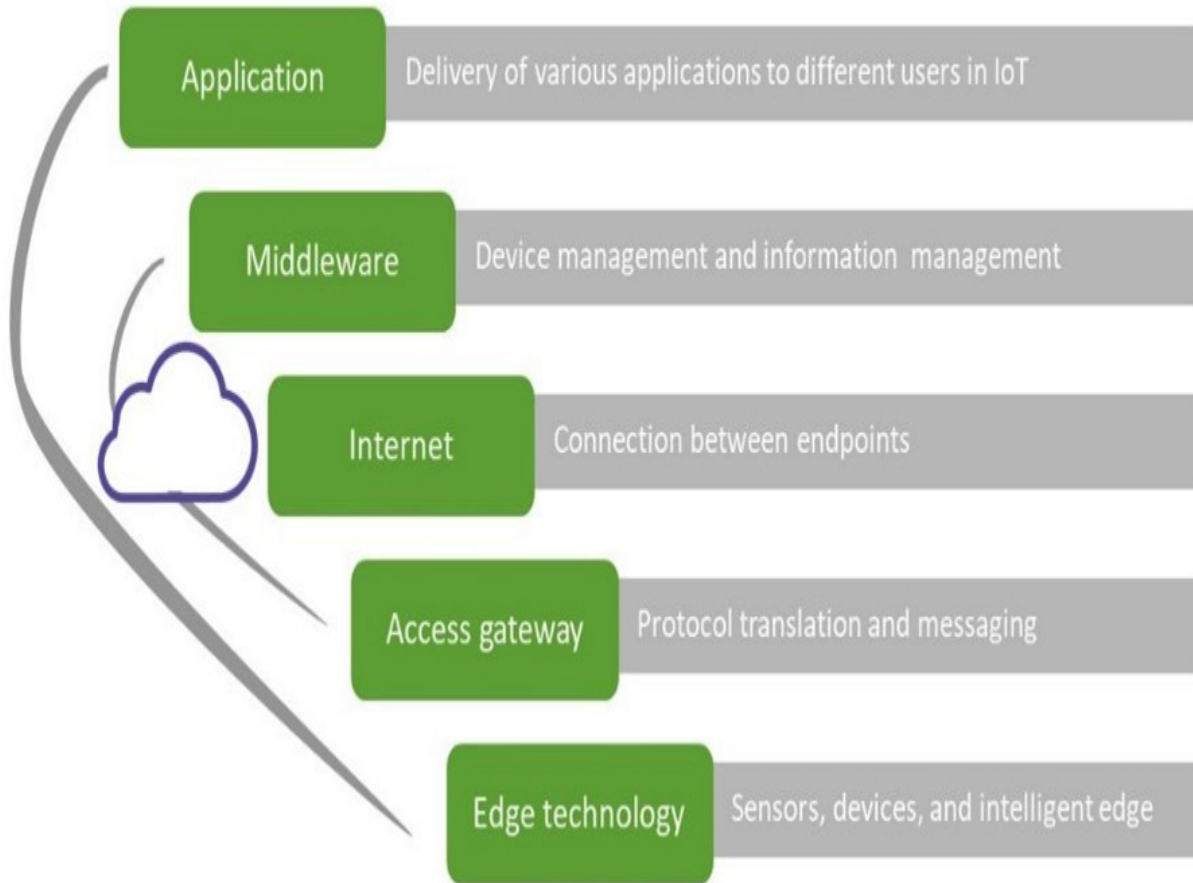 Application
Delivery of various applications to different users in IoT
Middleware
Device management and information management
Internet
Connection between endpoints
Access gateway
Protocol translation and messaging
Edge technology
Sensors, devices, and intelligent edge